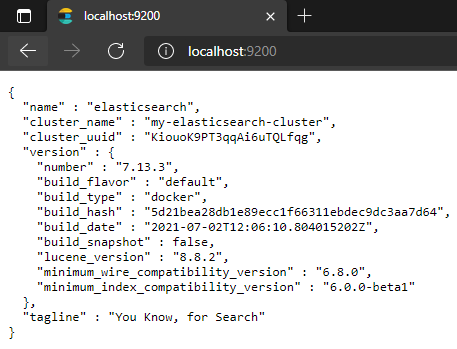 localhost:9200
localhost:9200
{
  "name" : "elasticsearch",
  "cluster_name" : "my-elasticsearch-cluster",
  "cluster_uuid" : "KiouoK9PT3qqAi6uTQLfqg",
  "version" : {
    "number" : "7.13.3",
    "build_flavor" : "default",
    "build_type" : "docker",
    "build_hash" : "5d21bea28db1e89ecc1f66311ebdec9dc3aa7d64",
    "build_date" : "2021-07-02T12:06:10.804015202Z",
    "build_snapshot" : false,
    "lucene_version" : "8.8.2",
    "minimum_wire_compatibility_version" : "6.8.0",
    "minimum_index_compatibility_version" : "6.0.0-beta1"
  },
  "tagline" : "You Know, for Search"
}